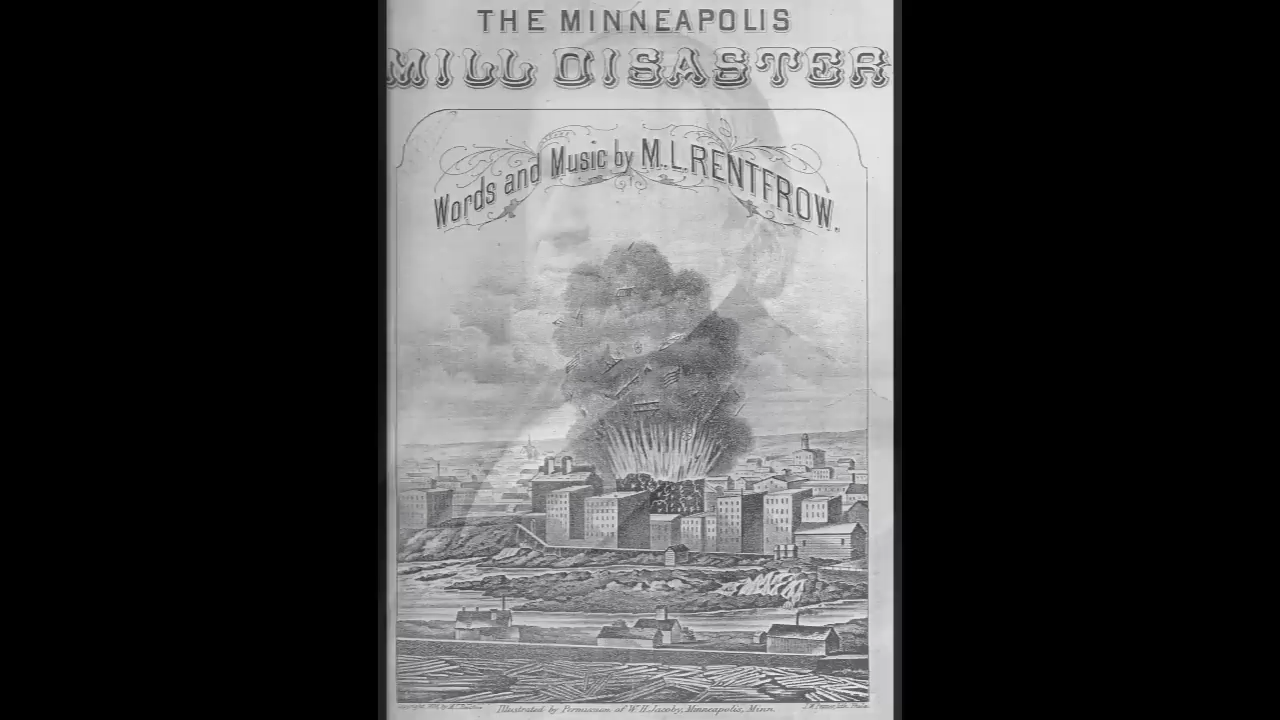 THE MINNEAPOLIS
MILL DISASTER
Words and Music by M.L.RENTFROW.
Illustrated by Permission of W.H.Jacoby, Minneapolis, Minn.